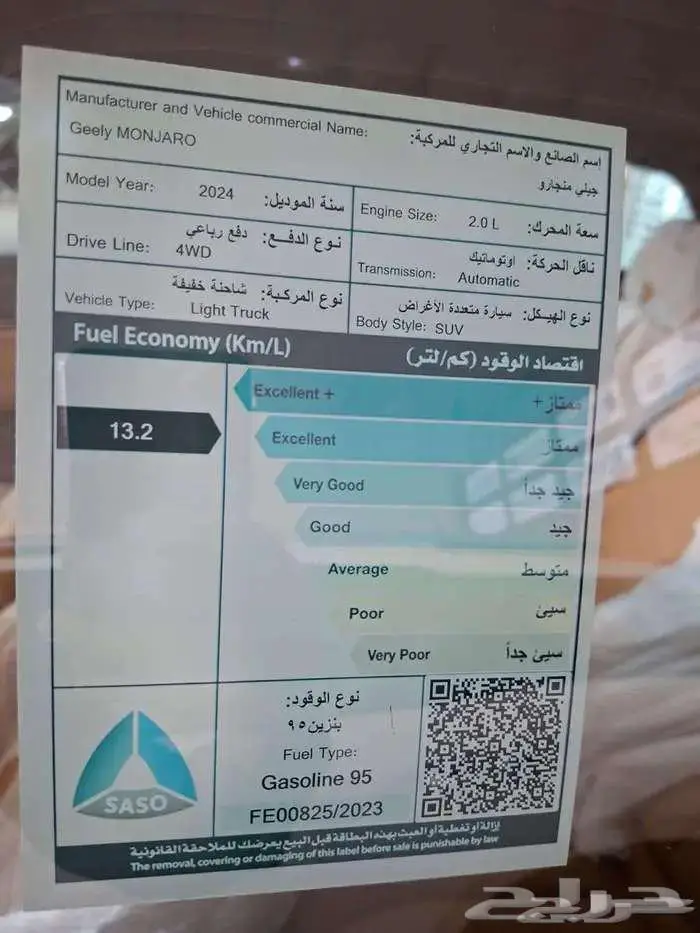 Manufacturer and Vehicle commercial Name:
إسم الصانع والاسم التجاري للمركبة:
Geely MONJARO
جيلي منجارو
Model Year: 2024 سنة الموديل:
Engine Size: 2.0 L سعة المحرك:
نوع الدفع: دفع رباعي
Drive Line: 4WD
ناقل الحركة: اوتوماتيك
Transmission: Automatic
نوع المركبة: شاحنة خفيفة
Vehicle Type: Light Truck
نوع الهيكل: سيارة متعددة الأغراض
Body Style: SUV
Fuel Economy (Km/L) اقتصاد الوقود (كم/لتر)
Excellent + ممتاز+
13.2
Excellent ممتاز
Very Good جيد جداً
Good جيد
Average متوسط
Poor سيئ
Very Poor سيئ جداً
نوع الوقود:
بنزين ٩٥
Fuel Type:
Gasoline 95
FE00825/2023
SASO
إزالة أو تغطية أو العبث بهذه البطاقة قبل البيع يعرضك للملاحقة القانونية
The removal, covering or damaging of this label before sale is punishable by law
حراج